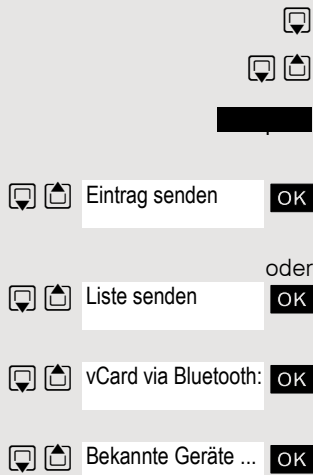 Eintrag senden OK
oder
Liste senden OK
vCard via Bluetooth: OK
Bekannte Geräte ... OK